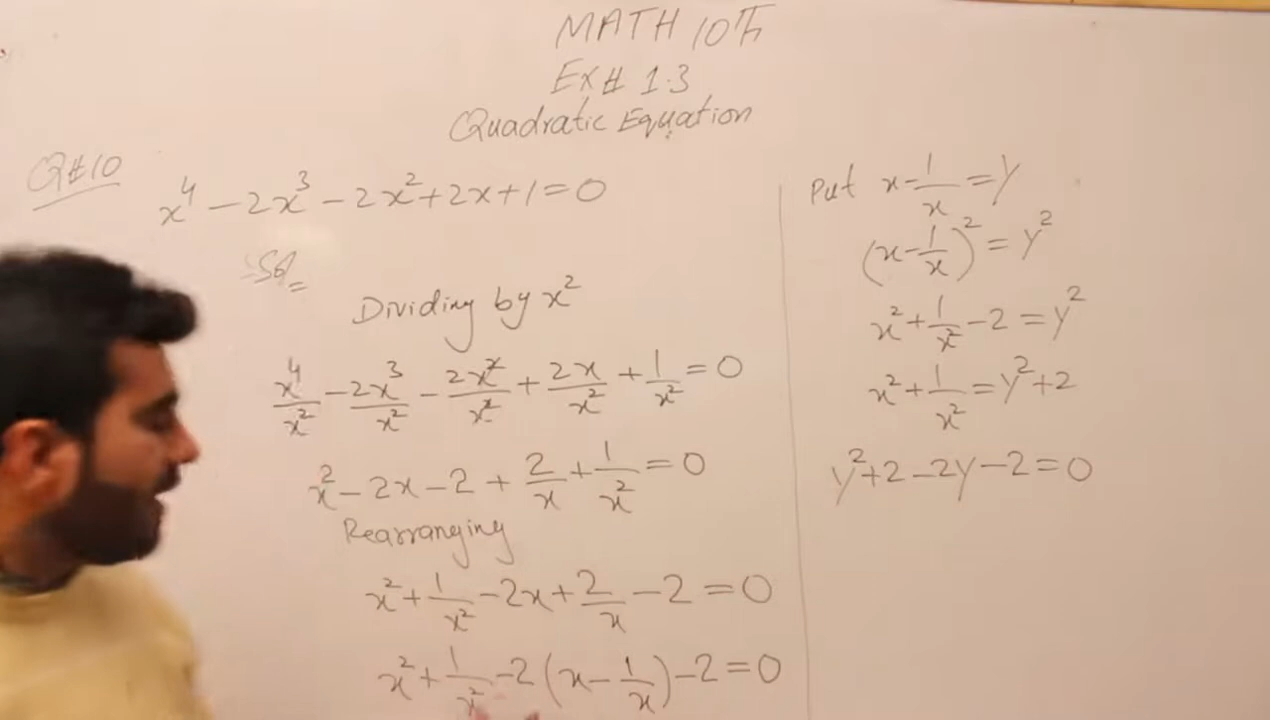 MATH 10Th
Ex# 1.3
Quadratic Equation
Q#10
x⁴ - 2x³ - 2x² + 2x + 1 = 0
Sol
Dividing by x²
x⁴/x² - 2x³/x² - 2x²/x² + 2x/x² + 1/x² = 0
x² - 2x - 2 + 2/x + 1/x² = 0
Rearranging
x² + 1/x² - 2x + 2/x - 2 = 0
x² + 1/x² - 2(x - 1/x) - 2 = 0
Put x - 1/x = y
(x - 1/x)² = y²
x² + 1/x² - 2 = y²
x² + 1/x² = y² + 2
y² + 2 - 2y - 2 = 0